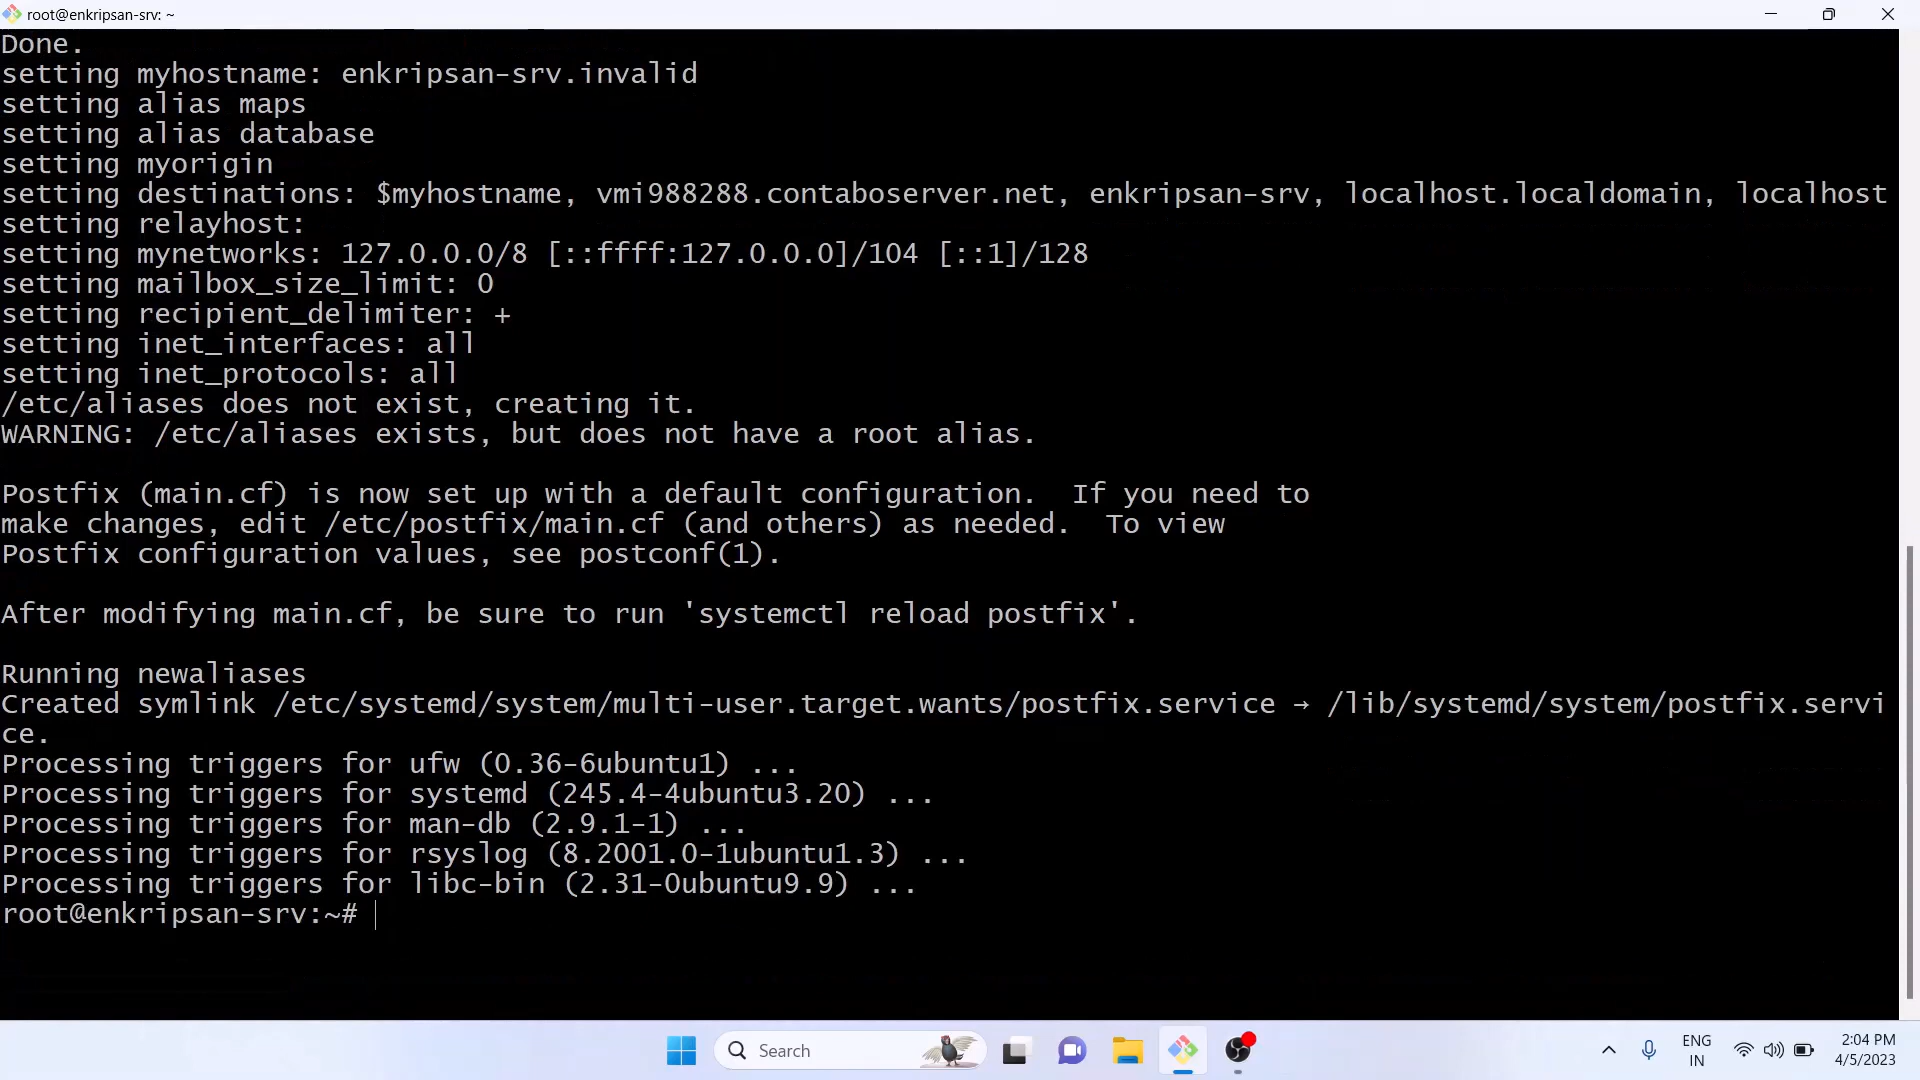 root@enkripsan-srv: ~
Done.
setting myhostname: enkripsan-srv.invalid
setting alias maps
setting alias database
setting myorigin
setting destinations: $myhostname, vmi988288.contaboserver.net, enkripsan-srv, localhost.localdomain, localhost
setting relayhost:
setting mynetworks: 127.0.0.0/8 [::ffff:127.0.0.0]/104 [::1]/128
setting mailbox_size_limit: 0
setting recipient_delimiter: +
setting inet_interfaces: all
setting inet_protocols: all
/etc/aliases does not exist, creating it.
WARNING: /etc/aliases exists, but does not have a root alias.
Postfix (main.cf) is now set up with a default configuration.  If you need to
make changes, edit /etc/postfix/main.cf (and others) as needed.  To view
Postfix configuration values, see postconf(1).
After modifying main.cf, be sure to run 'systemctl reload postfix'.
Running newaliases
Created symlink /etc/systemd/system/multi-user.target.wants/postfix.service → /lib/systemd/system/postfix.servi
ce.
Processing triggers for ufw (0.36-6ubuntu1) ...
Processing triggers for systemd (245.4-4ubuntu3.20) ...
Processing triggers for man-db (2.9.1-1) ...
Processing triggers for rsyslog (8.2001.0-1ubuntu1.3) ...
Processing triggers for libc-bin (2.31-0ubuntu9.9) ...
root@enkripsan-srv:~#
Search
ENG
IN
2:04 PM
4/5/2023